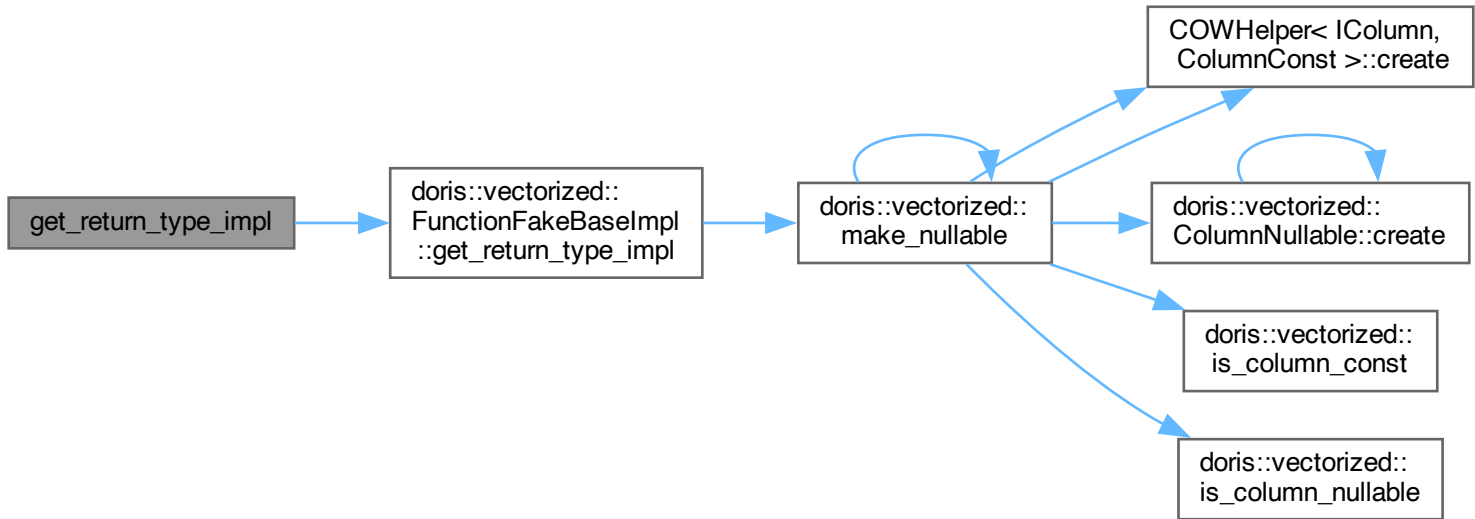 get_return_type_impl
doris::vectorized::
FunctionFakeBaseImpl
::get_return_type_impl
doris::vectorized::
make_nullable
COWHelper< IColumn,
ColumnConst >::create
doris::vectorized::
ColumnNullable::create
doris::vectorized::
is_column_const
doris::vectorized::
is_column_nullable